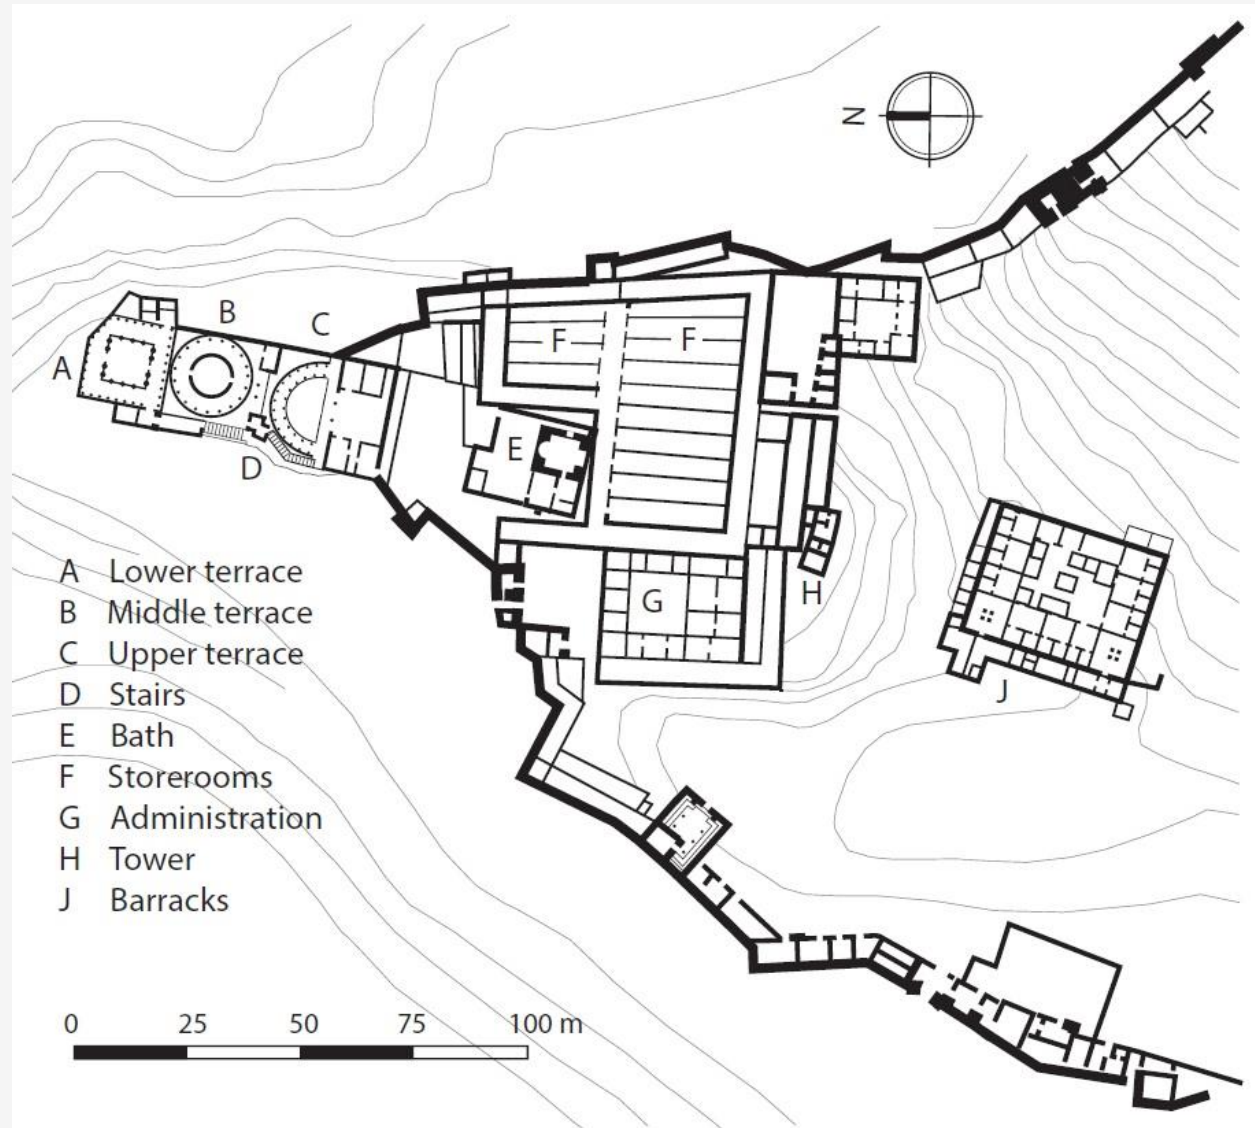 N
B
C
A
F
F
E
D
G
H
J
A Lower terrace
B Middle terrace
C Upper terrace
D Stairs
E Bath
F Storerooms
G Administration
H Tower
J Barracks
0 25 50 75 100 m